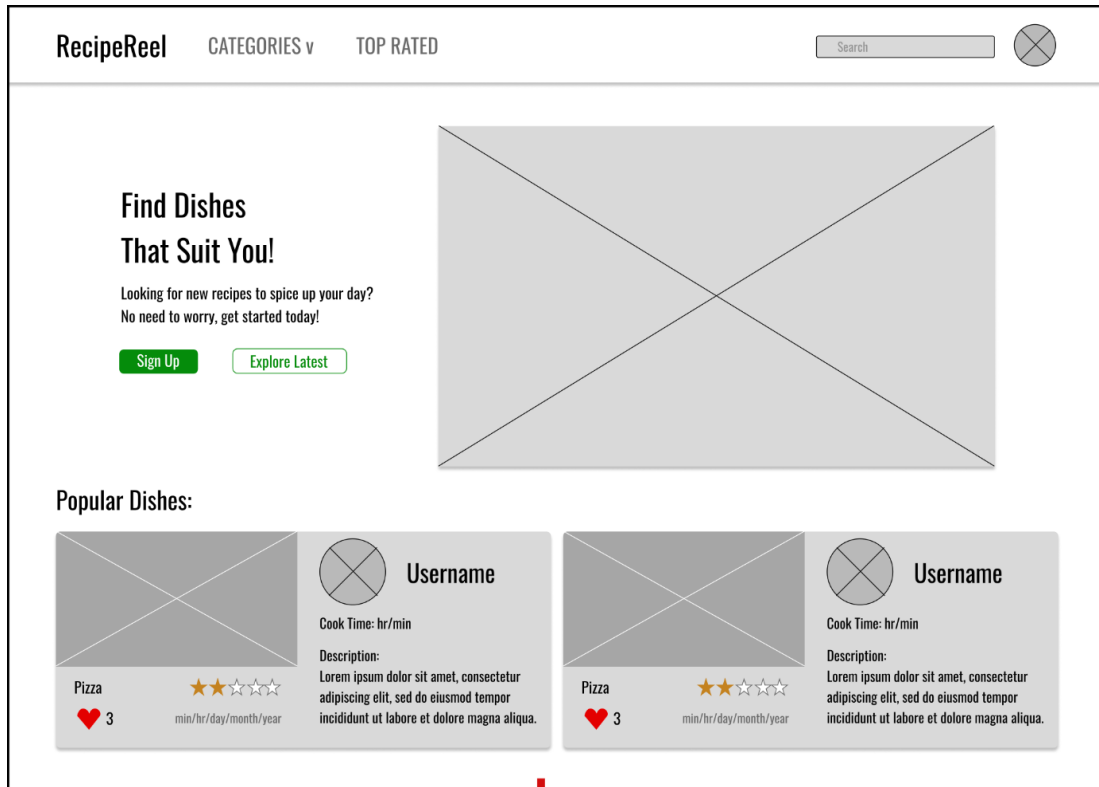 RecipeReel
CATEGORIES v
TOP RATED
Search
Find Dishes
That Suit You!
Looking for new recipes to spice up your day?
No need to worry, get started today!
Sign Up
Explore Latest
Popular Dishes:
Username
Cook Time: hr/min
Description:
Lorem ipsum dolor sit amet, consectetur
adipiscing elit, sed do eiusmod tempor
incididunt ut labore et dolore magna aliqua.
Pizza
3
min/hr/day/month/year
Username
Cook Time: hr/min
Description:
Lorem ipsum dolor sit amet, consectetur
adipiscing elit, sed do eiusmod tempor
incididunt ut labore et dolore magna aliqua.
Pizza
3
min/hr/day/month/year